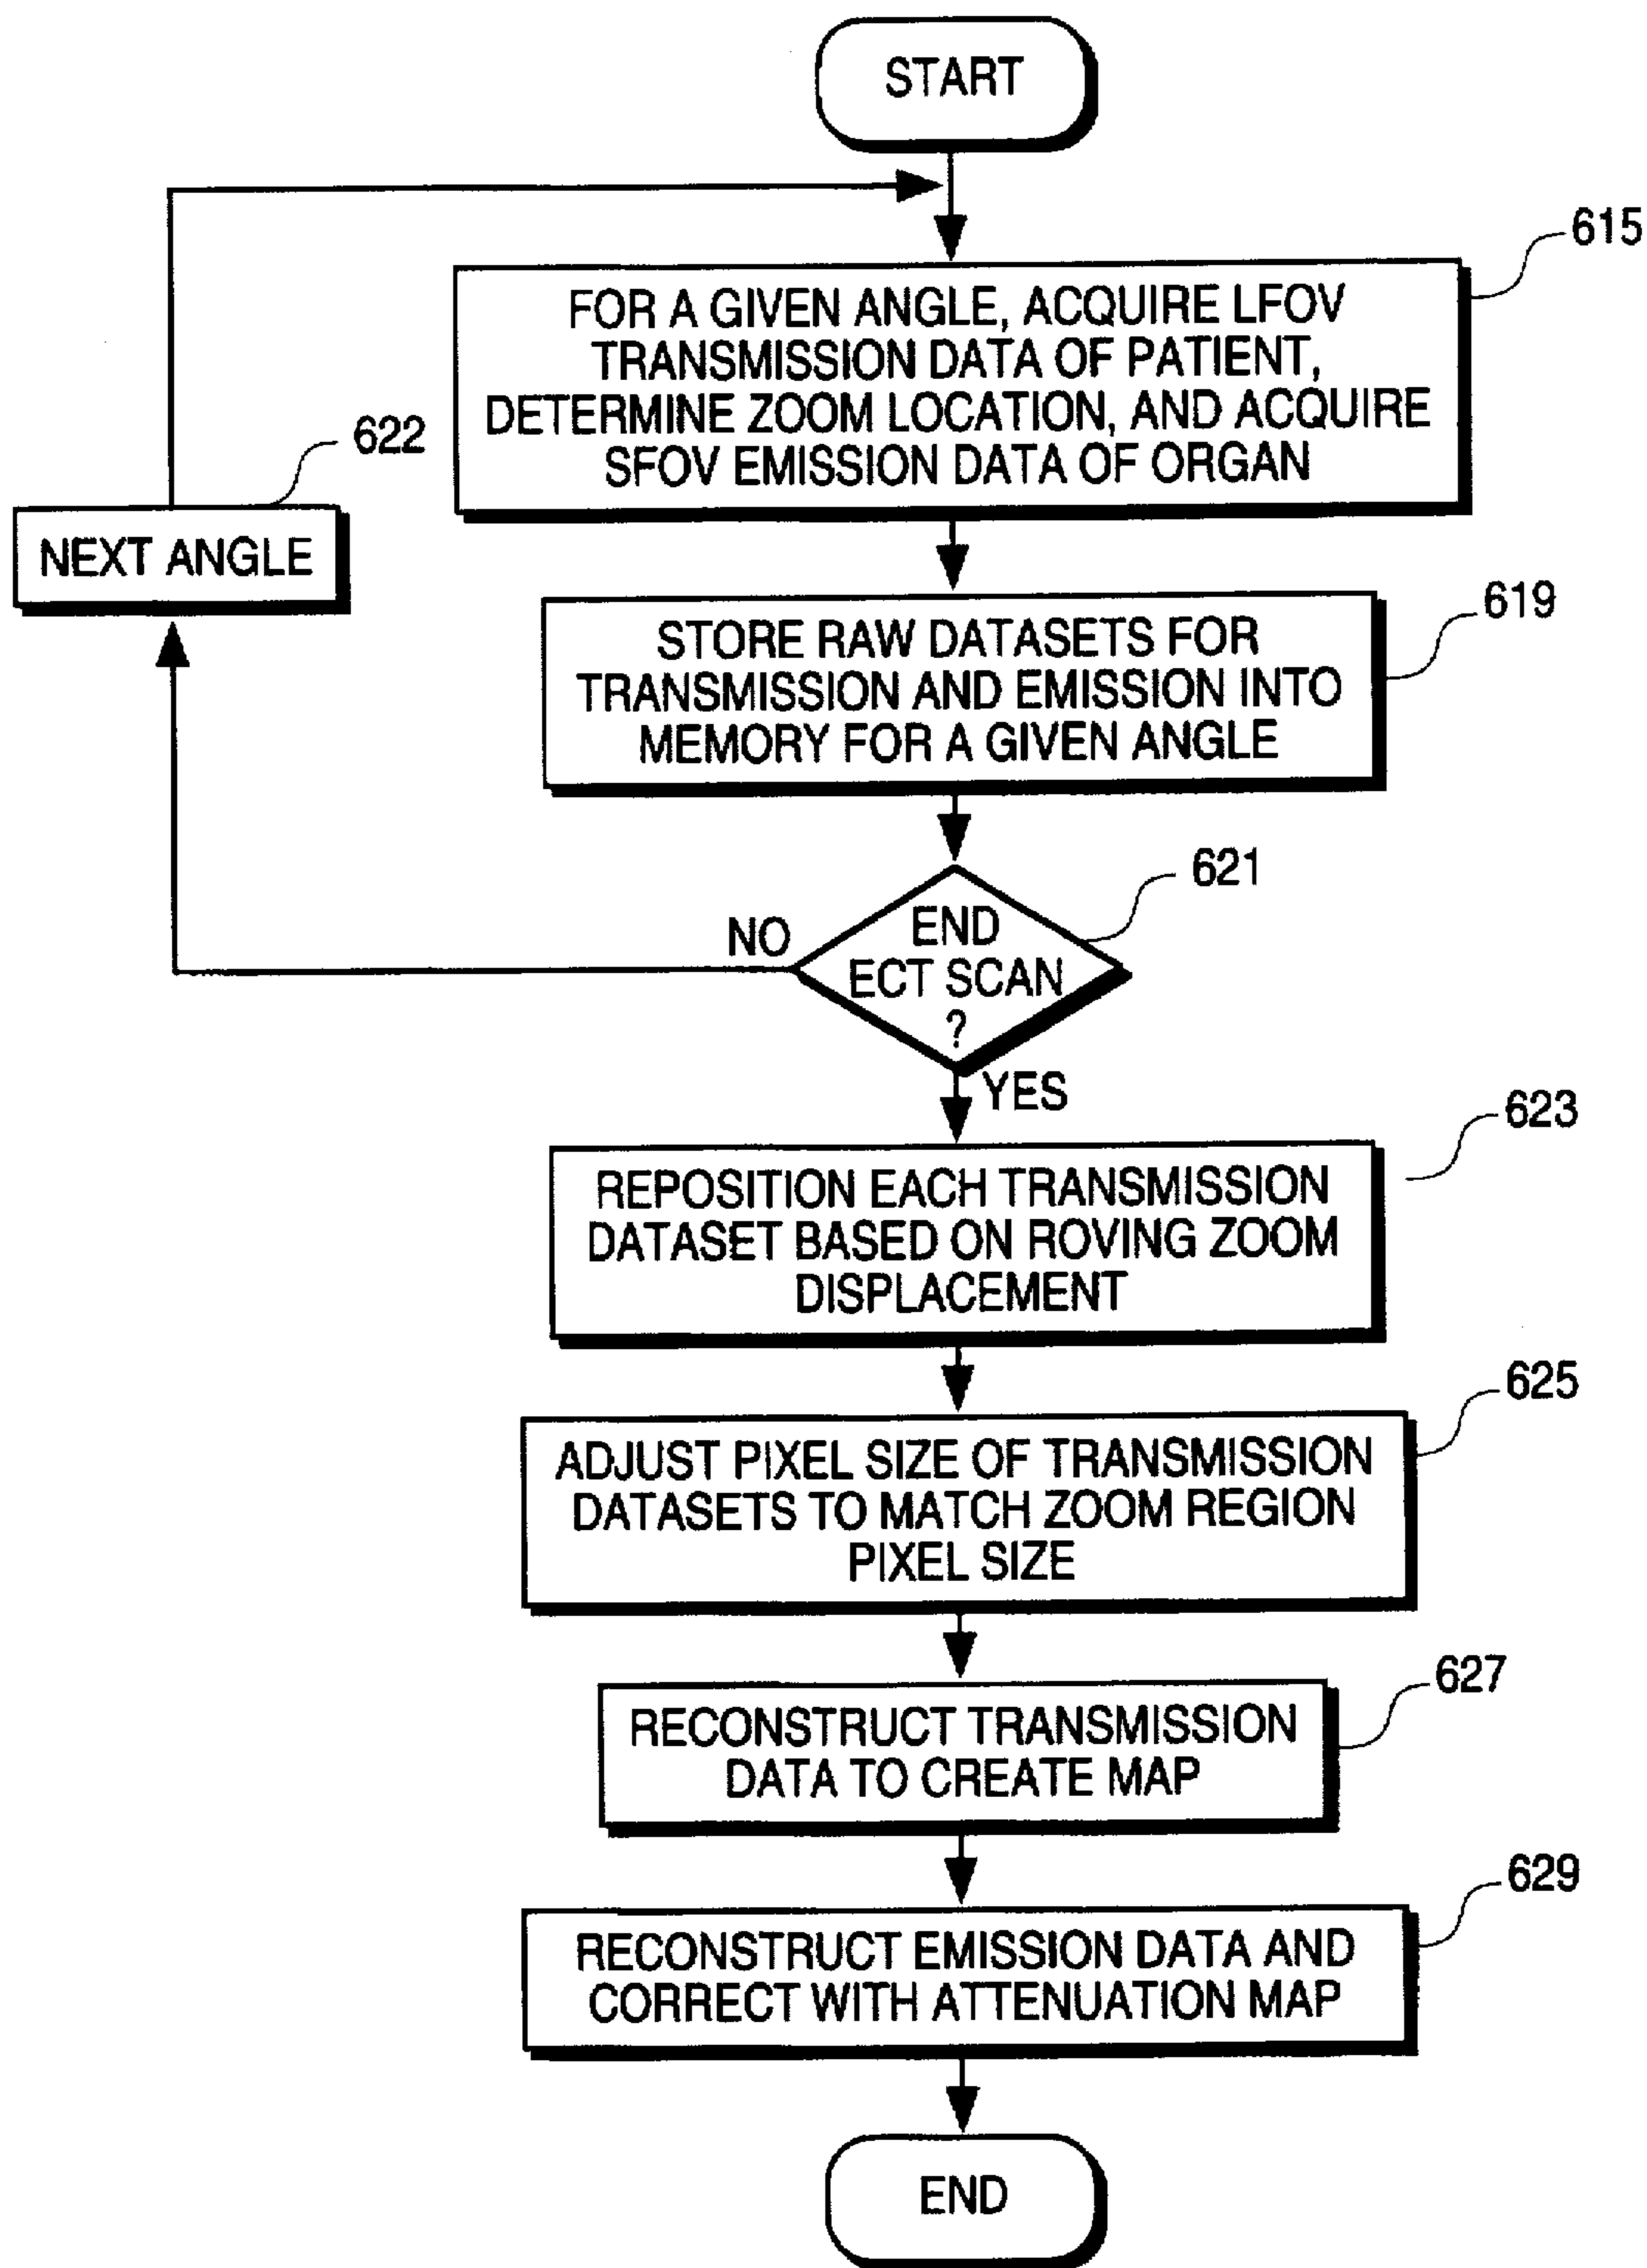 START
615
FOR A GIVEN ANGLE, ACQUIRE LFOV
TRANSMISSION DATA OF PATIENT,
DETERMINE ZOOM LOCATION, AND ACQUIRE
SFOV EMISSION DATA OF ORGAN
622
NEXT ANGLE
619
STORE RAW DATASETS FOR
TRANSMISSION AND EMISSION INTO
MEMORY FOR A GIVEN ANGLE
621
NO
END
ECT SCAN
?
YES
623
REPOSITION EACH TRANSMISSION
DATASET BASED ON ROVING ZOOM
DISPLACEMENT
625
ADJUST PIXEL SIZE OF TRANSMISSION
DATASETS TO MATCH ZOOM REGION
PIXEL SIZE
627
RECONSTRUCT TRANSMISSION
DATA TO CREATE MAP
629
RECONSTRUCT EMISSION DATA AND
CORRECT WITH ATTENUATION MAP
END